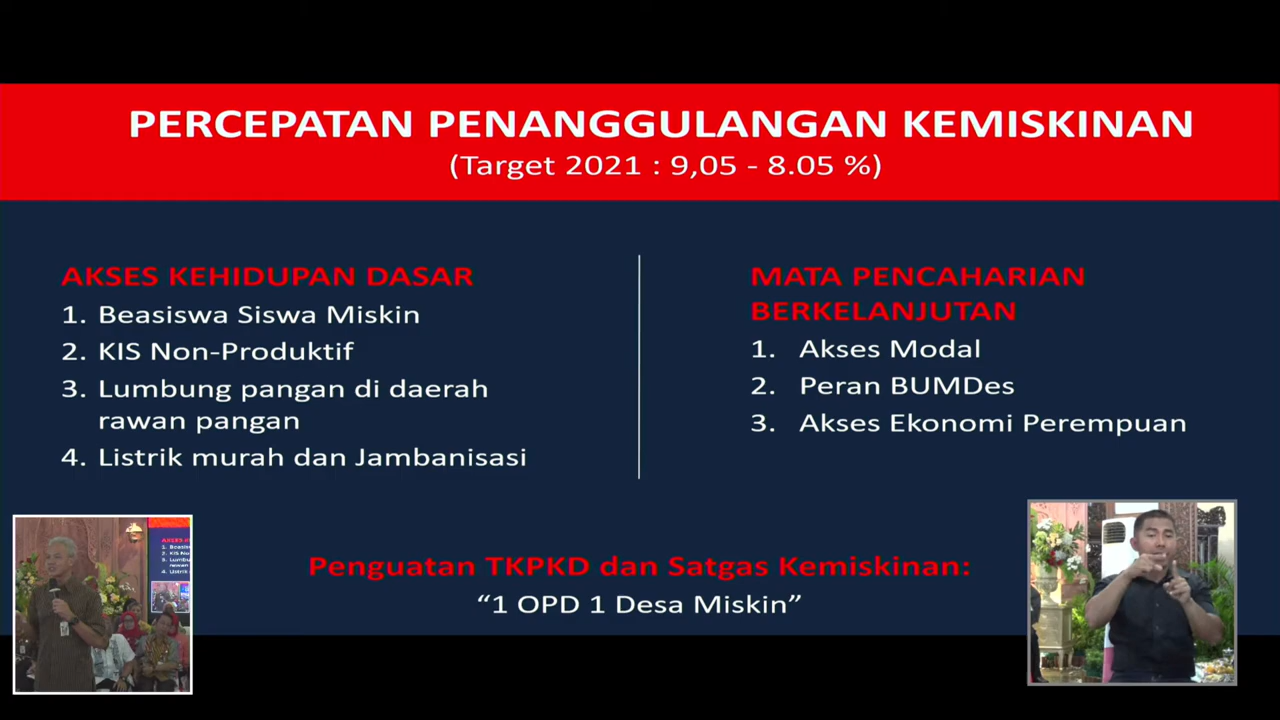 PERCEPATAN PENANGGULANGAN KEMISKINAN
(Target 2021 : 9,05 - 8.05 %)
AKSES KEHIDUPAN DASAR
1. Beasiswa Siswa Miskin
2. KIS Non-Produktif
3. Lumbung pangan di daerah
rawan pangan
4. Listrik murah dan Jambanisasi
MATA PENCAHARIAN
BERKELANJUTAN
1. Akses Modal
2. Peran BUMDes
3. Akses Ekonomi Perempuan
Penguatan TKPKD dan Satgas Kemiskinan:
“1 OPD 1 Desa Miskin”